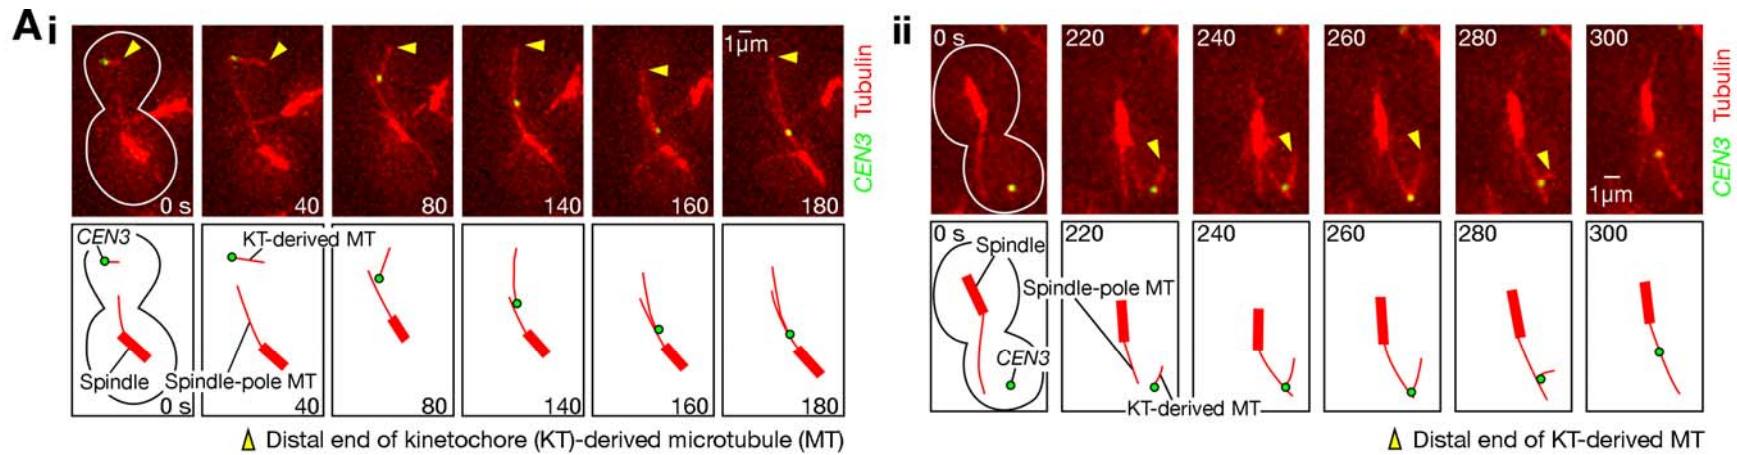 A i
0 s
40
80
140
160
1μm
180
CEN3 Tubulin
CEN3
Spindle
0 s
KT-derived MT
Spindle-pole MT
40
80
140
160
180
Distal end of kinetochore (KT)-derived microtubule (MT)
ii
0 s
220
240
260
280
300
1μm
CEN3 Tubulin
0 s
Spindle
CEN3
220
Spindle-pole MT
KT-derived MT
240
260
280
300
Distal end of KT-derived MT